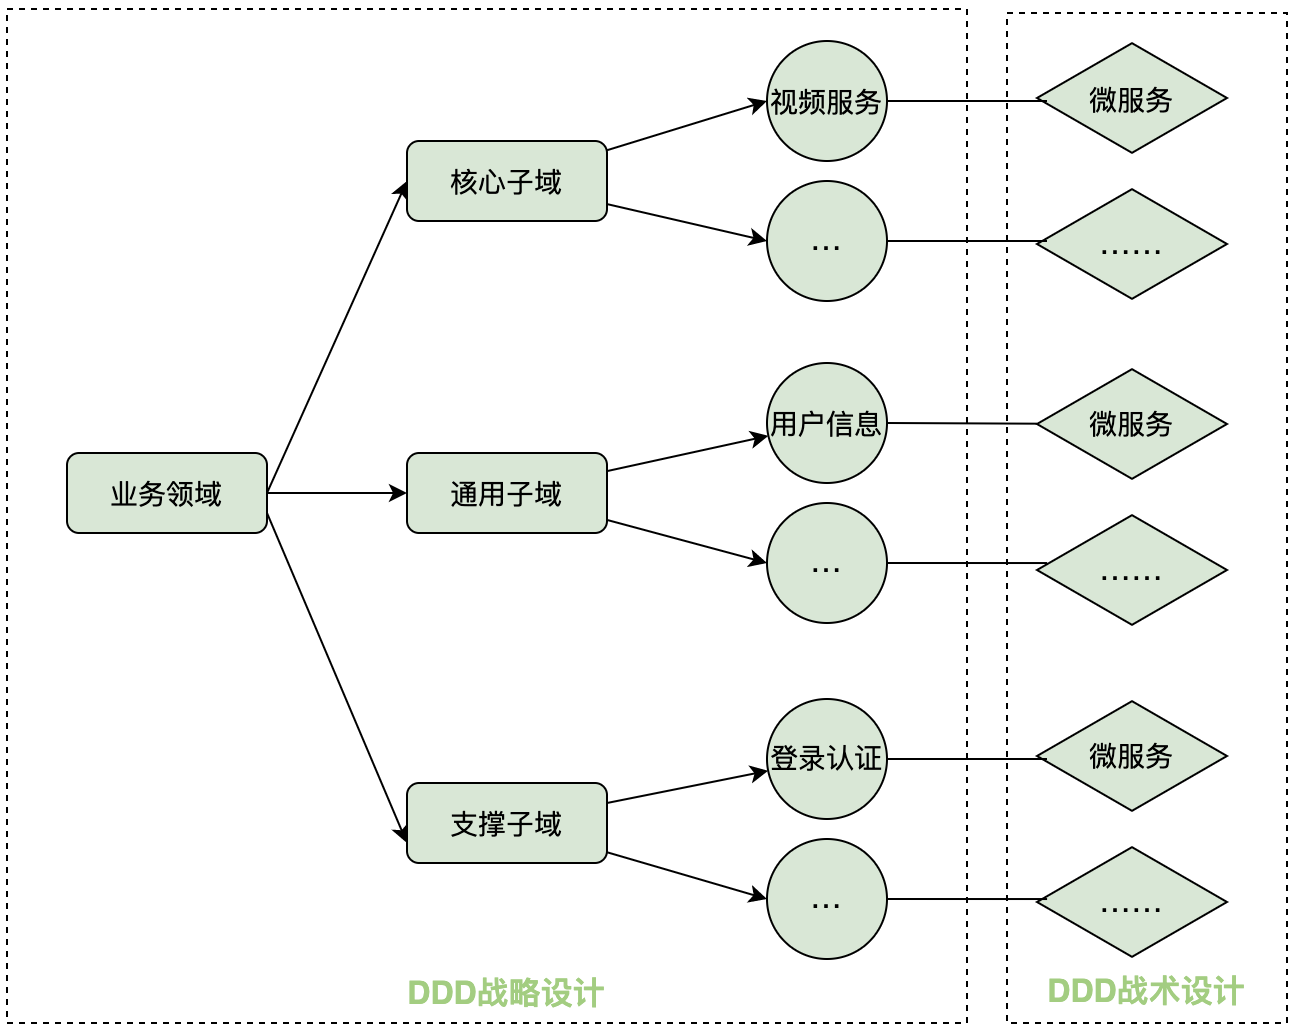 视频服务
微服务
核心子域
...
......
用户信息
微服务
业务领域
通用子域
...
......
登录认证
微服务
支撑子域
...
......
DDD战略设计
DDD战术设计